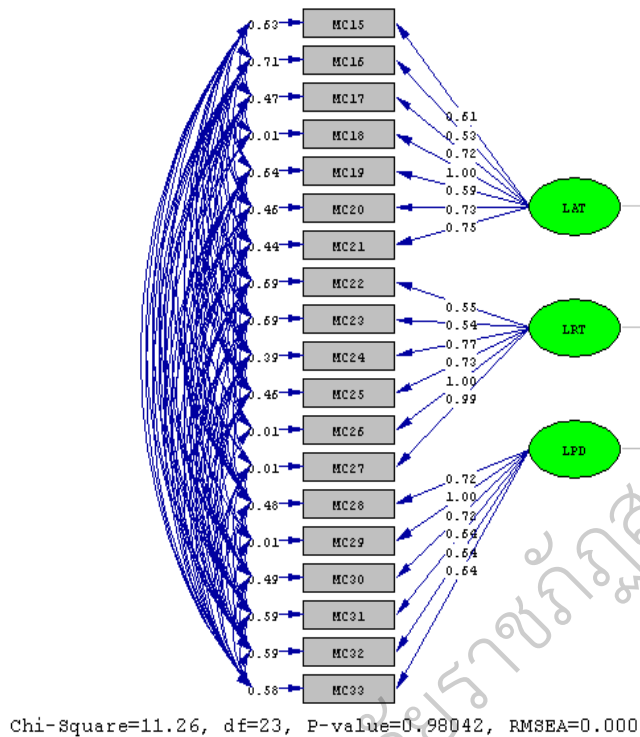 0.63 MC15
0.71 MC16
0.47 MC17
0.01 MC18
0.64 MC19
0.46 MC20
0.44 MC21
0.69 MC22
0.69 MC23
0.39 MC24
0.46 MC25
0.01 MC26
0.01 MC27
0.48 MC28
0.01 MC29
0.49 MC30
0.59 MC31
0.59 MC32
0.58 MC33
0.61
0.53
0.72
1.00
0.59
0.73
0.75
LAT
0.55
0.54
0.77
0.73
1.00
0.99
LRT
0.72
1.00
0.64
0.64
0.64
LPD
ราชภัฏ
Chi-Square=11.26, df=23, P-value=0.98042, RMSEA=0.000